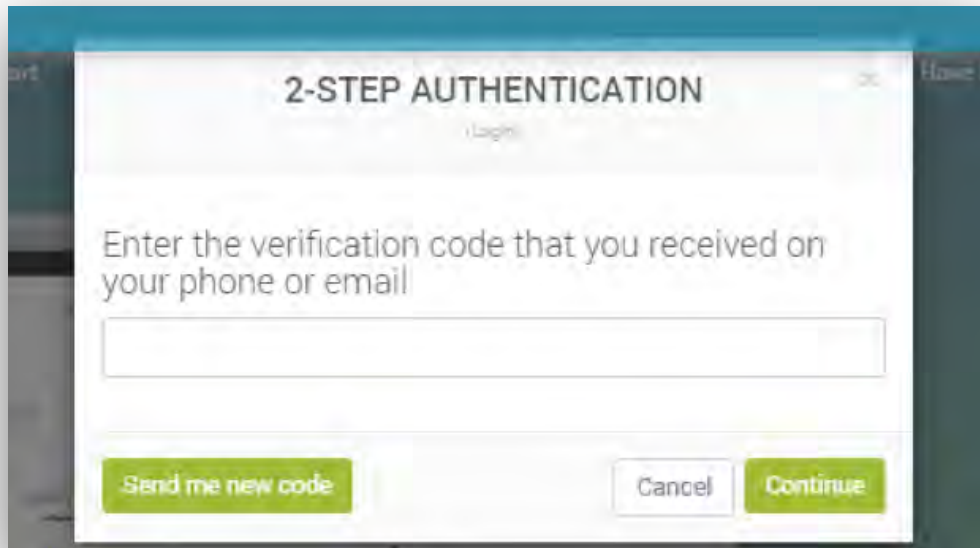 2-STEP AUTHENTICATION
Have
(Login)
Enter the verification code that you received on
your phone or email
Send me new code
Cancel
Continue